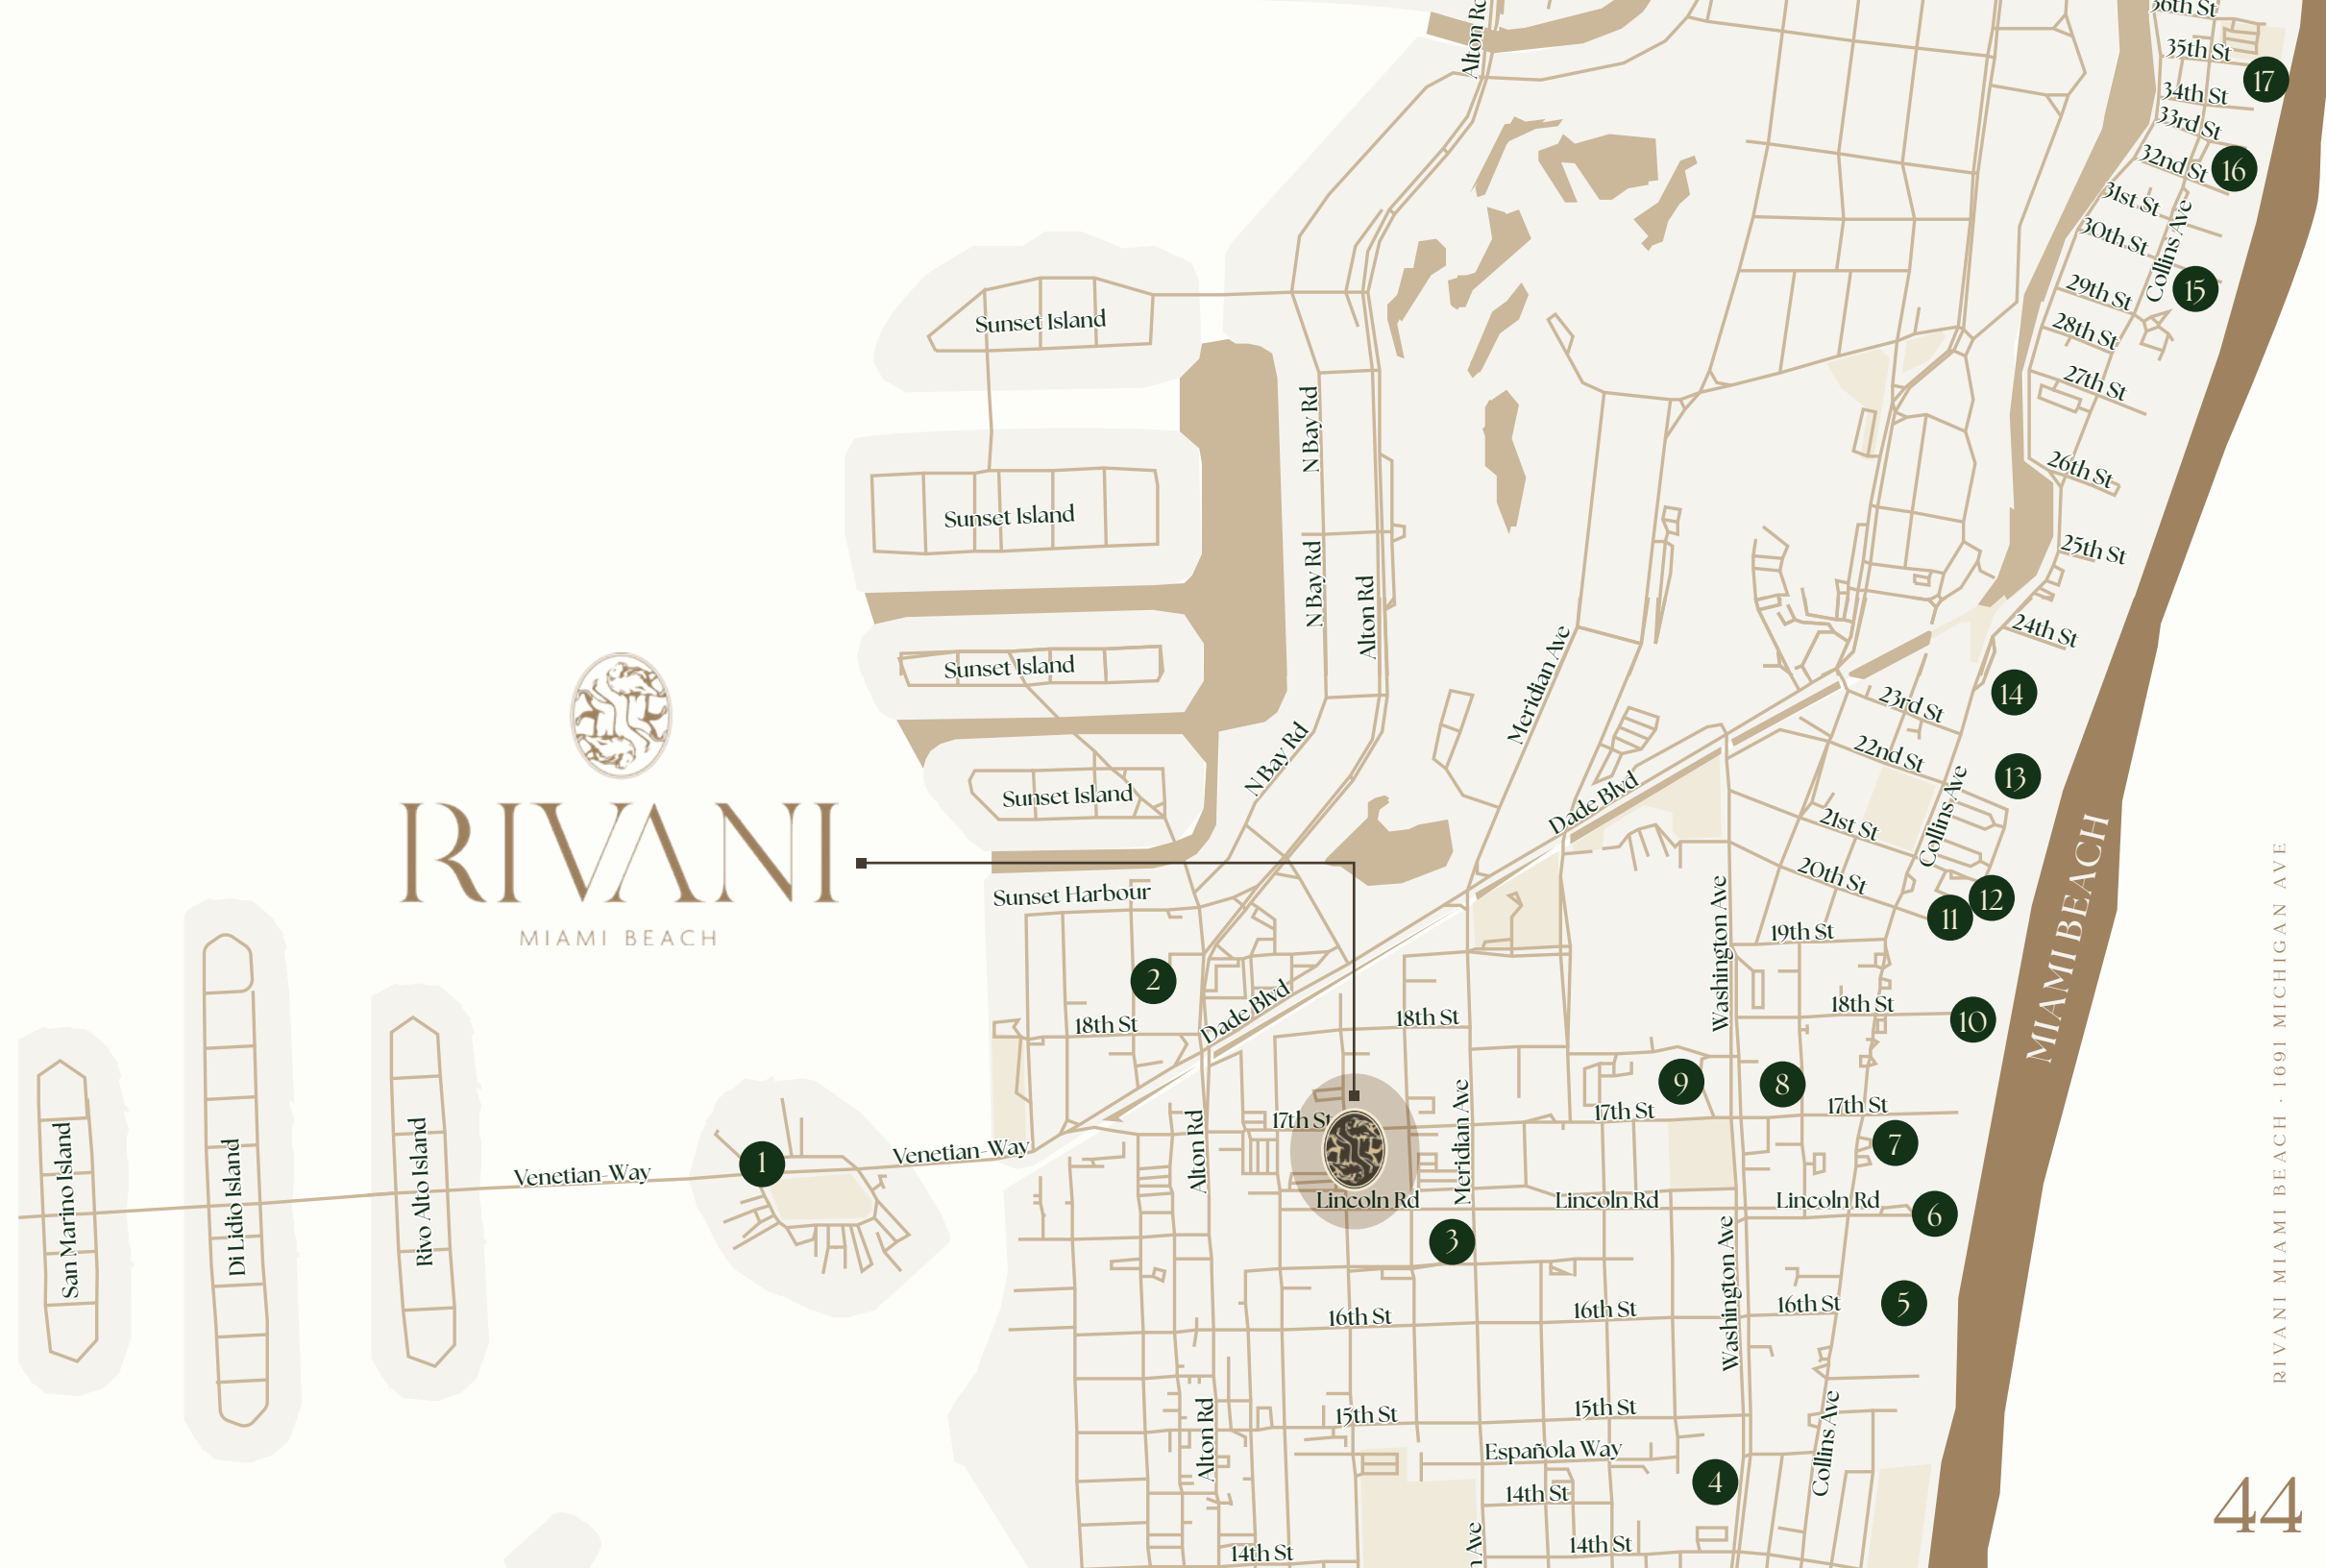 Alton Rd
36th St
35th St
17
34th St
33rd St
32nd St
16
31st St
30th St
Collins Ave
29th St
15
28th St
27th St
26th St
25th St
24th St
Sunset Island
N Bay Rd
Sunset Island
N Bay Rd
Alton Rd
Sunset Island
Meridian Ave
14
23rd St
22nd St
13
N Bay Rd
Sunset Island
Dade Blvd
21st St
Collins Ave
20th St
12
11
RIVANI
MIAMI BEACH
Sunset Harbour
2
18th St
Dade Blvd
18th St
Washington Ave
19th St
18th St
10
MIAMI BEACH
9
8
17th St
Meridian Ave
17th St
17th St
7
Alton Rd
San Marino Island
Di Lidio Island
Rivo Alto Island
Venetian-Way
1
Venetian-Way
Lincoln Rd
Lincoln Rd
Lincoln Rd
6
3
Washington Ave
16th St
16th St
16th St
5
15th St
15th St
Alton Rd
Española Way
Collins Ave
4
14th St
14th St
14th St
n Ave
RIVANI MIAMI BEACH · 1691 MICHIGAN AVE
44